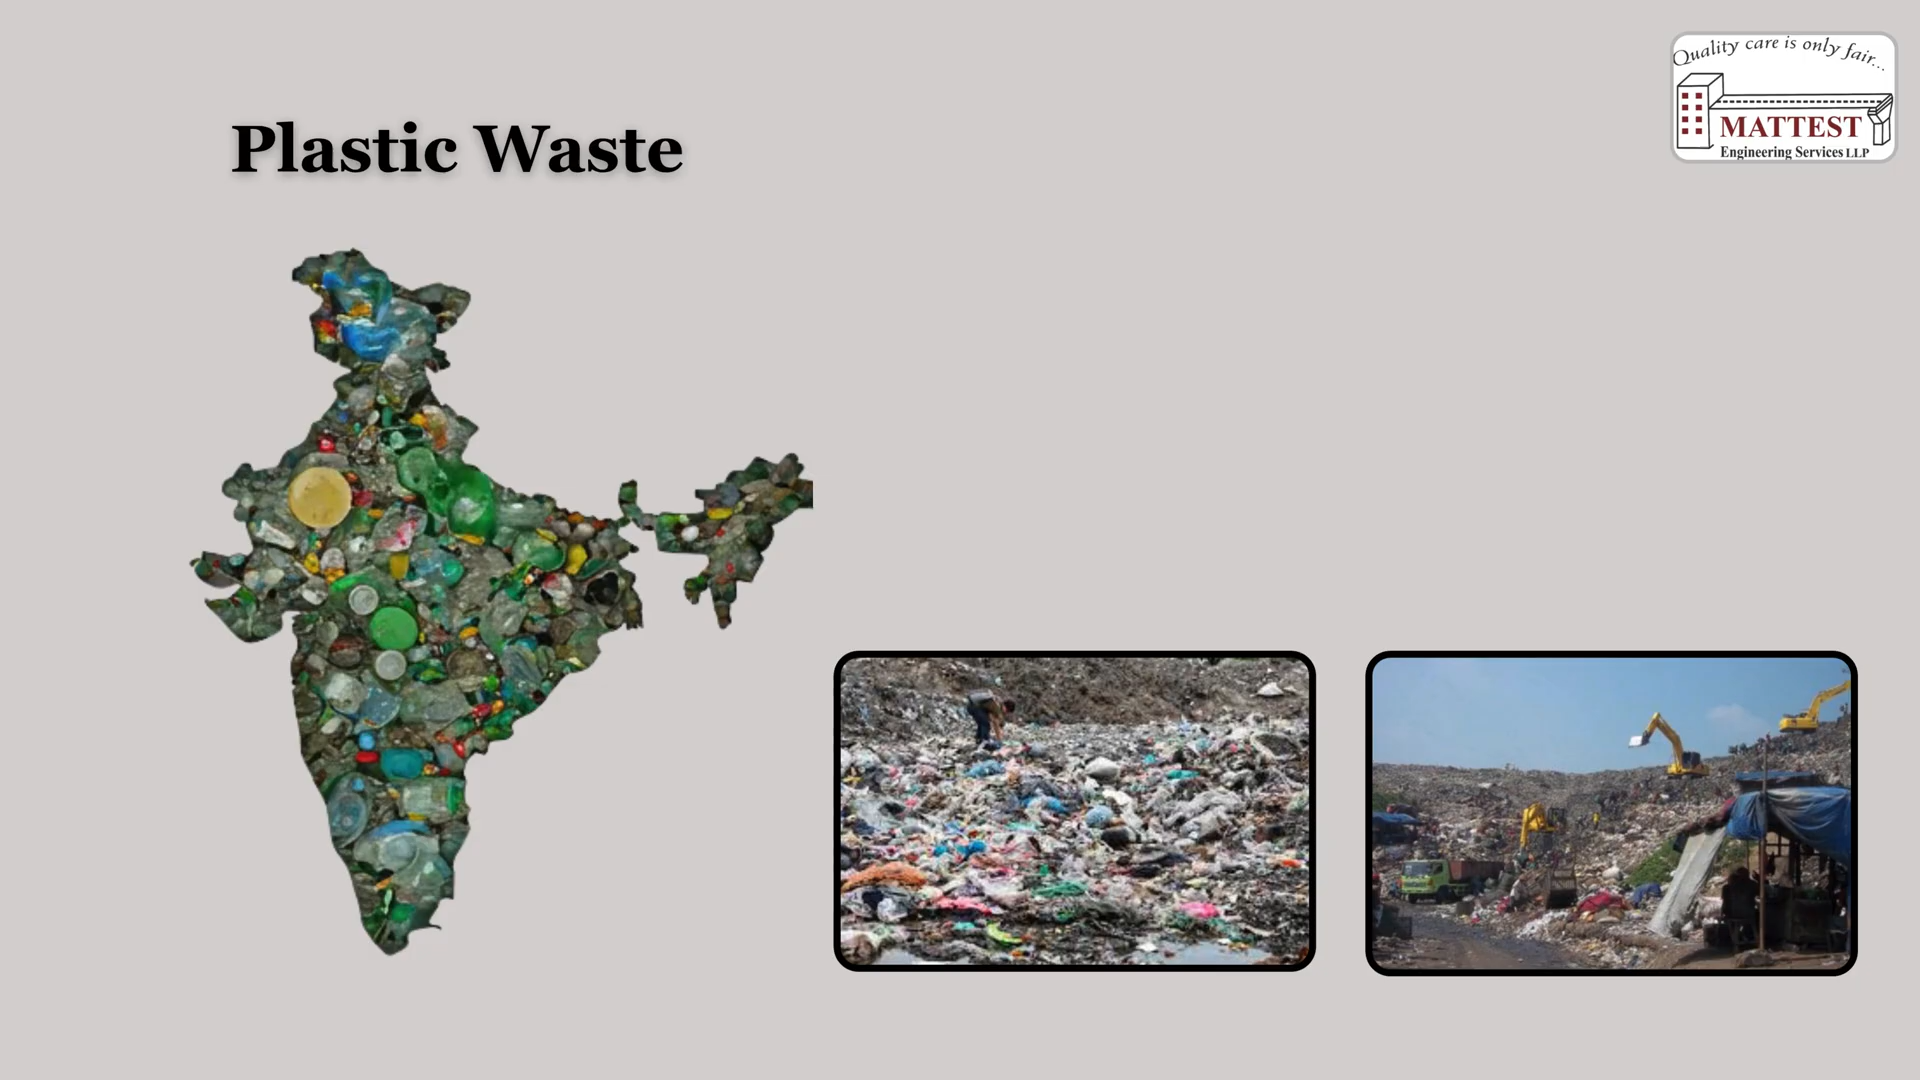 Quality care is only fair...
Plastic Waste
MATTEST
Engineering Services LLP